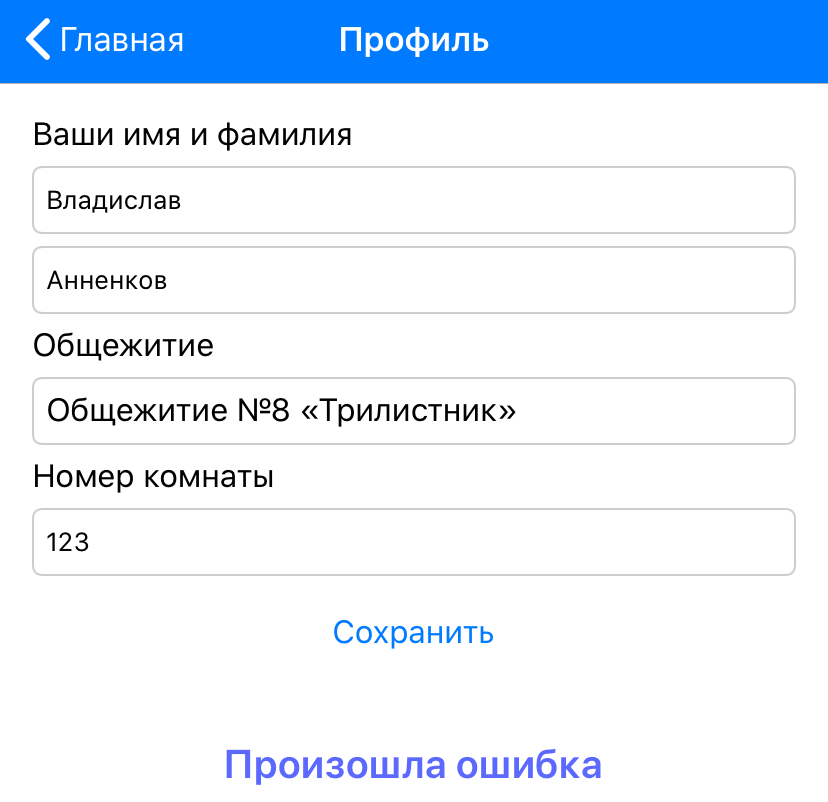 Главная
Профиль
Ваши имя и фамилия
Владислав
Анненков
Общежитие
Общежитие №8 «Трилистник»
Номер комнаты
123
Сохранить
Произошла ошибка